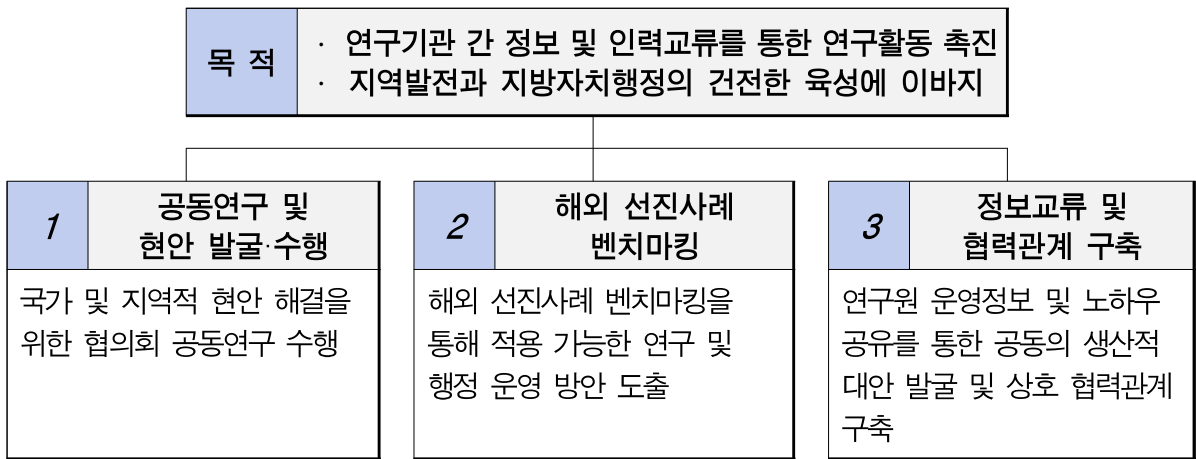 목 적
· 연구기관 간 정보 및 인력교류를 통한 연구활동 촉진
· 지역발전과 지방자치행정의 건전한 육성에 이바지
1
공동연구 및
현안 발굴·수행
국가 및 지역적 현안 해결을
위한 협의회 공동연구 수행
2
해외 선진사례
벤치마킹
해외 선진사례 벤치마킹을
통해 적용 가능한 연구 및
행정 운영 방안 도출
3
정보교류 및
협력관계 구축
연구원 운영정보 및 노하우
공유를 통한 공동의 생산적
대안 발굴 및 상호 협력관계
구축